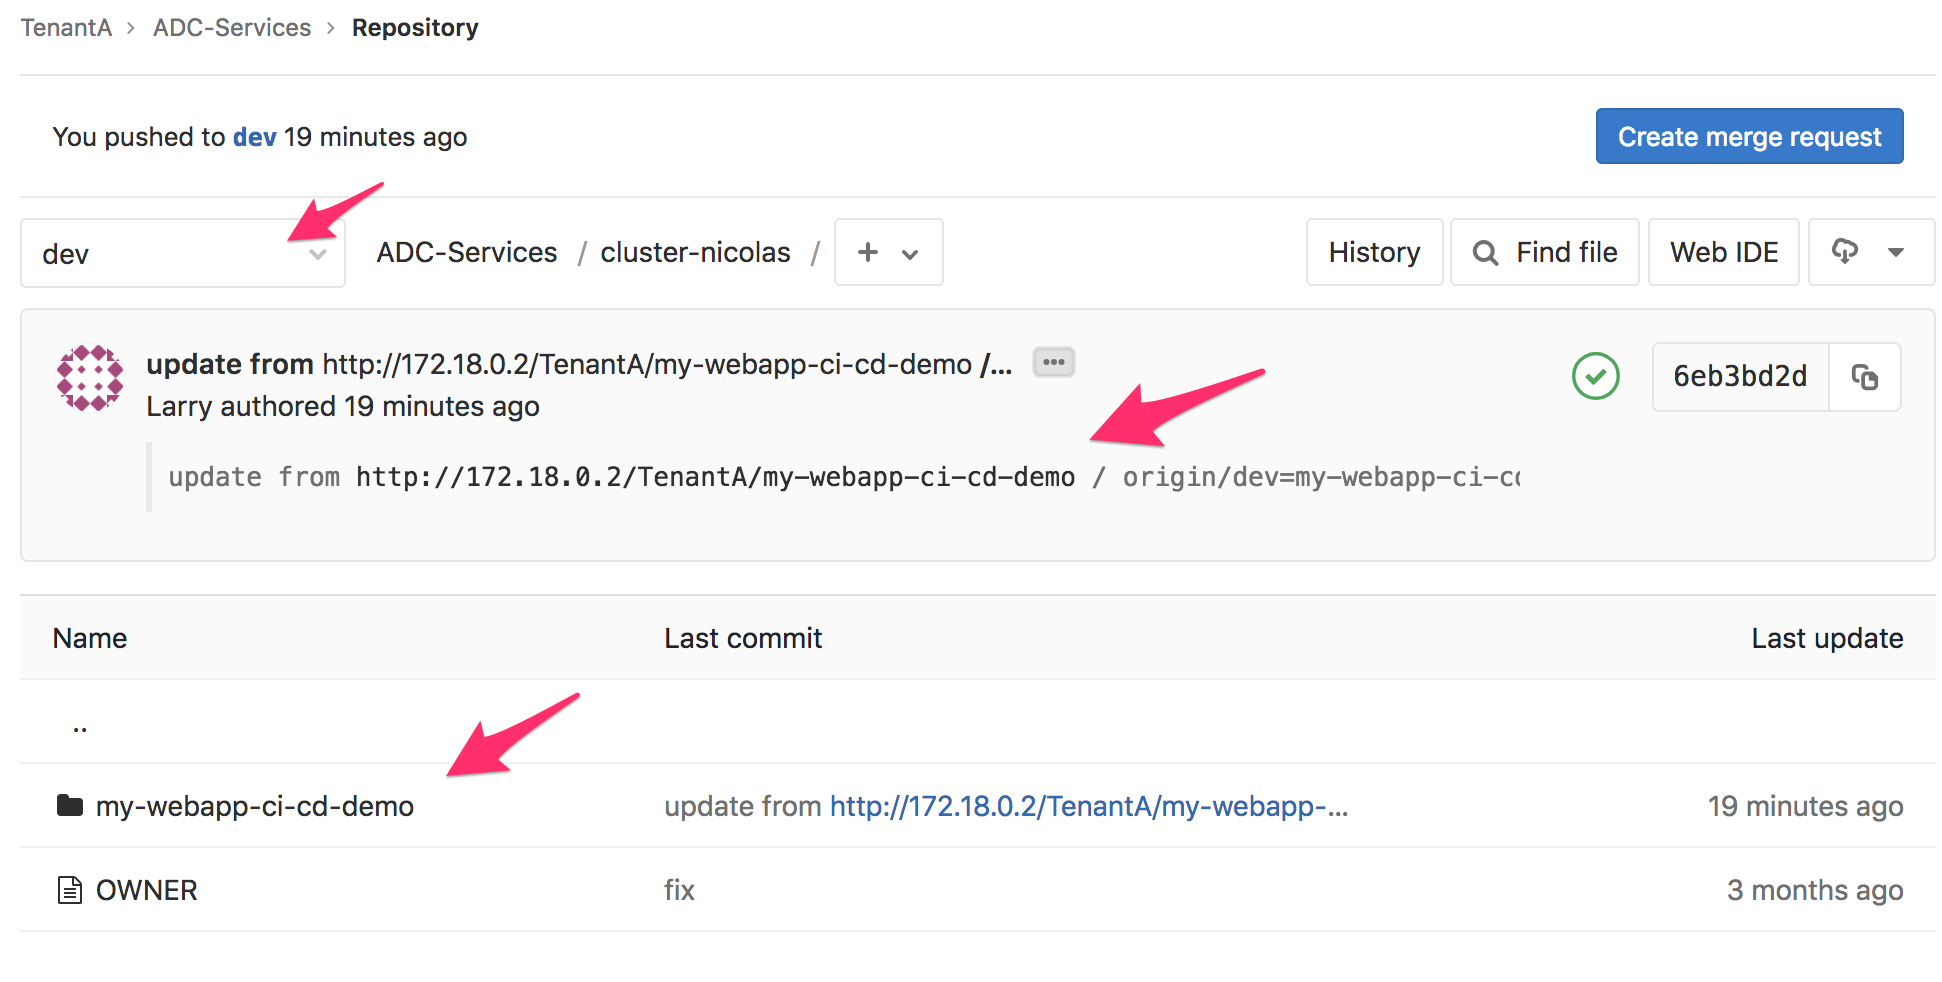 TenantA > ADC-Services > Repository
You pushed to dev 19 minutes ago
Create merge request
dev
ADC-Services / cluster-nicolas / +
History
Find file
Web IDE
update from http://172.18.0.2/TenantA/my-webapp-ci-cd-demo /... •••
Larry authored 19 minutes ago
6eb3bd2d
update from http://172.18.0.2/TenantA/my-webapp-ci-cd-demo / origin/dev=my-webapp-ci-cd
Name Last commit Last update
..
my-webapp-ci-cd-demo update from http://172.18.0.2/TenantA/my-webapp-... 19 minutes ago
OWNER fix 3 months ago